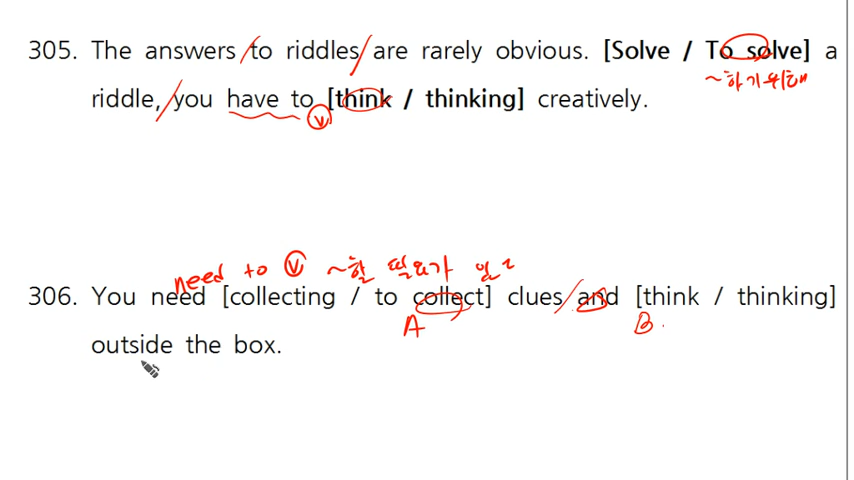 305. The answers to riddles are rarely obvious. [Solve / To solve] a
~하기위해
riddle, you have to [think / thinking] creatively.
V
need to V ~할 필요가 있
306. You need [collecting / to collect] clues and [think / thinking]
A B
outside the box.